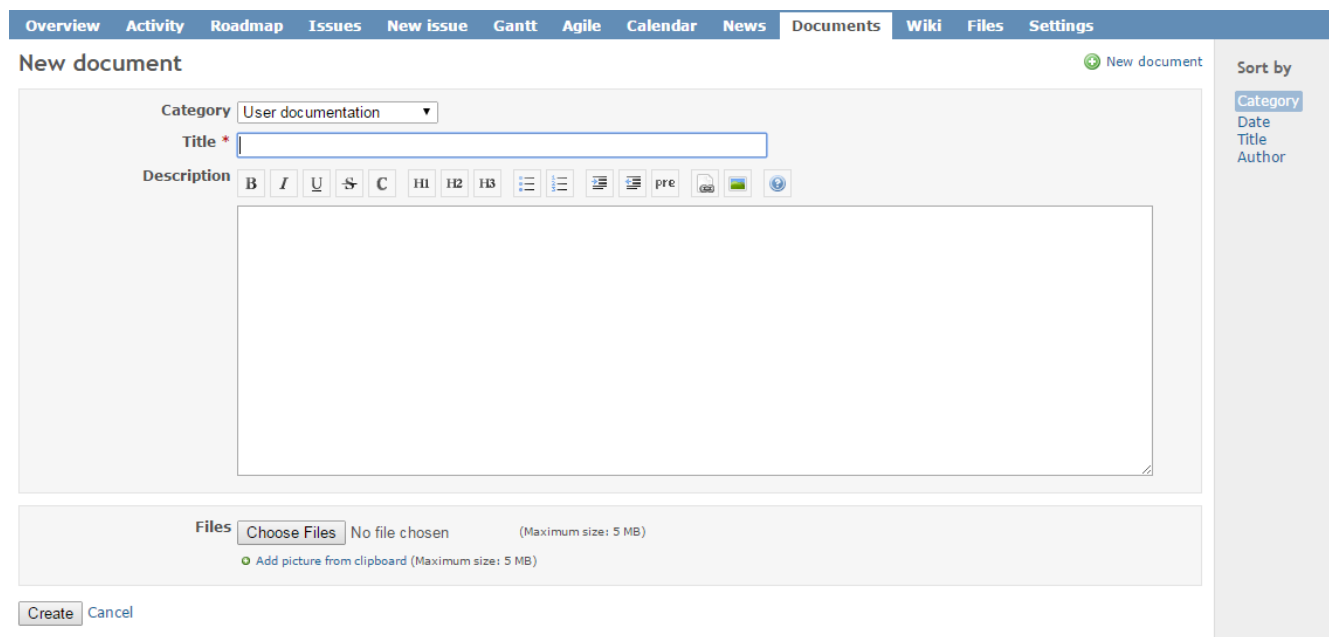 Overview Activity Roadmap Issues New issue Gantt Agile Calendar News Documents Wiki Files Settings
New document
New document
Sort by
Category
Date
Title
Author
Category User documentation
Title *
Description B I U S C H1 H2 H3 pre
Files Choose Files No file chosen (Maximum size: 5 MB)
Add picture from clipboard (Maximum size: 5 MB)
Create Cancel